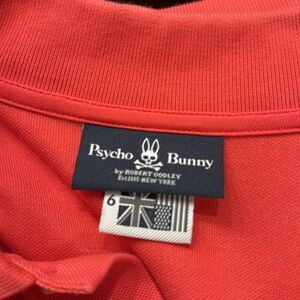 Psycho Bunny
by ROBERT GODLEY
Est 2005 NEW YORK
6